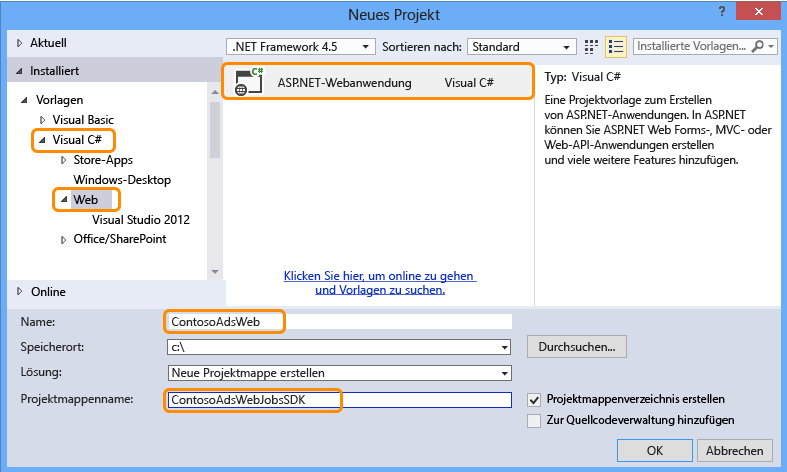 Neues Projekt
?
Aktuell
.NET Framework 4.5
Sortieren nach:
Standard
Installierte Vorlagen...
Installiert
Vorlagen
Visual Basic
Visual C#
Store-Apps
Windows-Desktop
Web
Visual Studio 2012
Office/SharePoint
Online
C#
ASP.NET-Webanwendung
Visual C#
Klicken Sie hier, um online zu gehen
und Vorlagen zu suchen.
Typ: Visual C#
Eine Projektvorlage zum Erstellen
von ASP.NET-Anwendungen. In ASP.NET
können Sie ASP.NET Web Forms-, MVC- oder
Web-API-Anwendungen erstellen
und viele weitere Features hinzufügen.
Name:
ContosoAdsWeb
Speicherort:
c:\
Durchsuchen...
Lösung:
Neue Projektmappe erstellen
Projektmappenname:
ContosoAdsWebJobsSDK
Projektmappenverzeichnis erstellen
Zur Quellcodeverwaltung hinzufügen
OK
Abbrechen